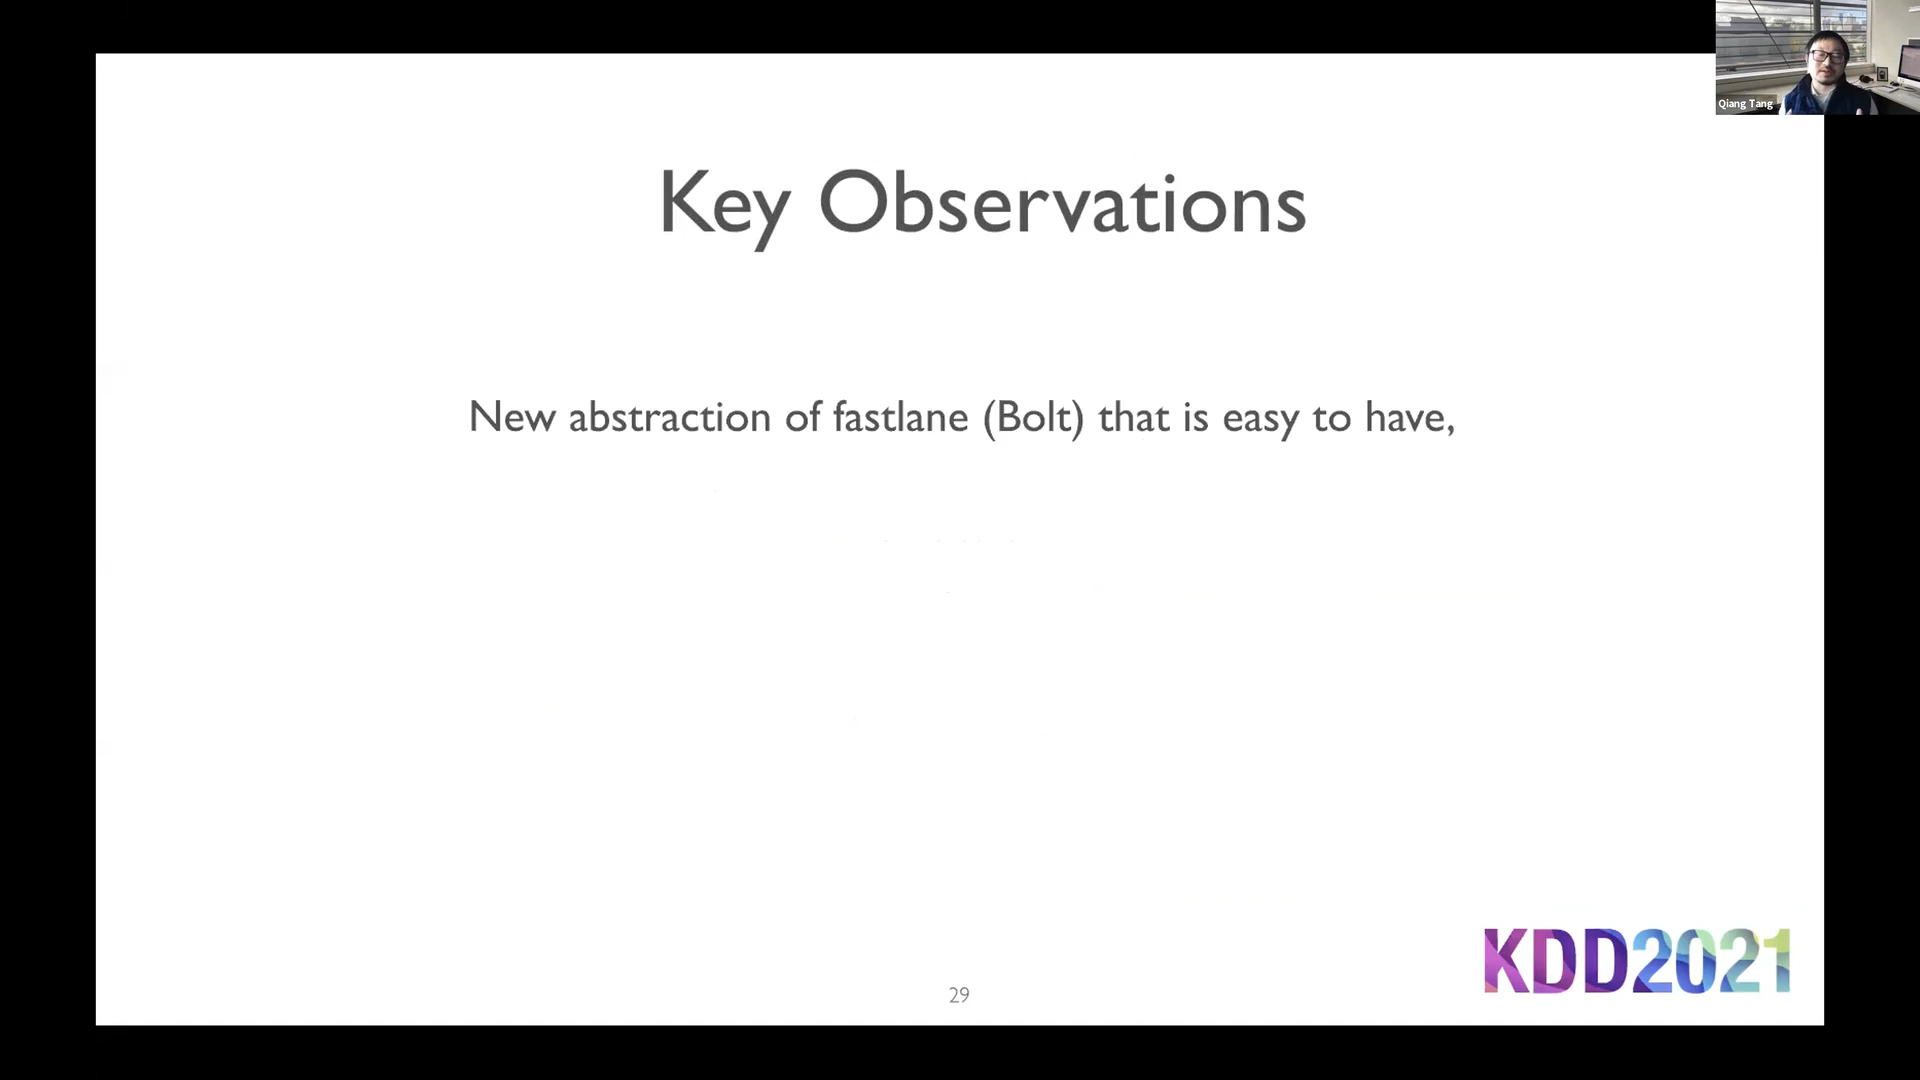 Qiang Tang
Key Observations
New abstraction of fastlane (Bolt) that is easy to have,
KDD2021
29